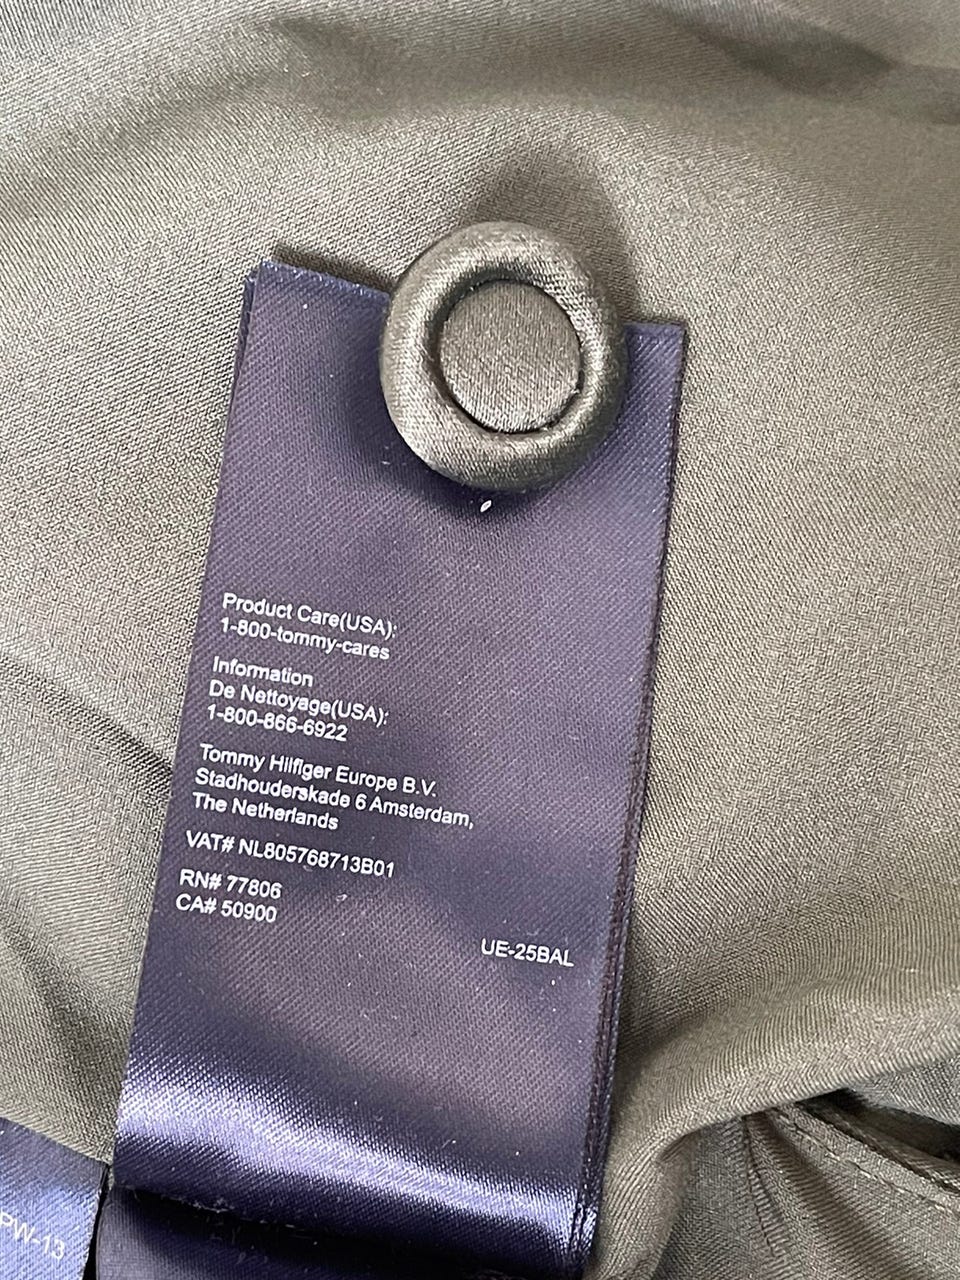 Product Care(USA):
1-800-tommy-cares
Information
De Nettoyage(USA):
1-800-866-6922
Tommy Hilfiger Europe B.V.
Stadhouderskade 6 Amsterdam,
The Netherlands
VAT# NL805768713B01
RN# 77806
CA# 50900
UE-25BAL
PW-13